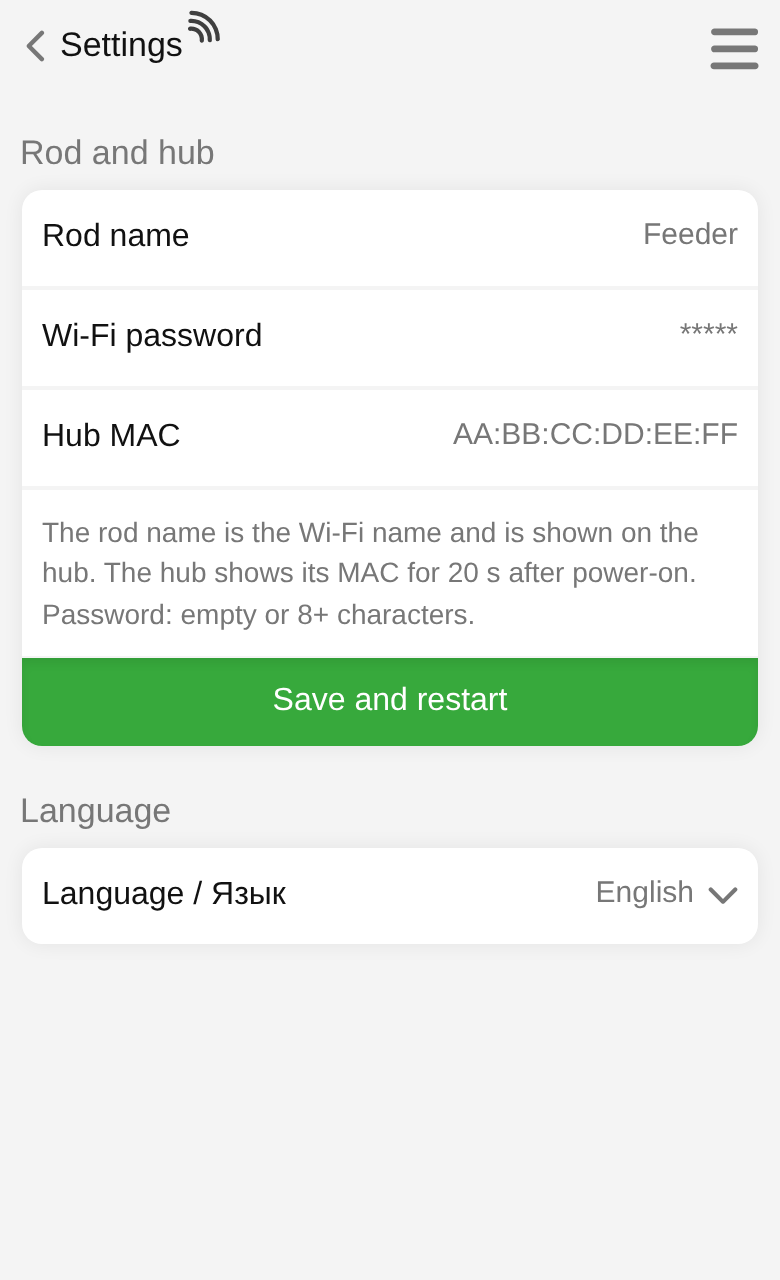 Settings
Rod and hub
Rod name Feeder
Wi-Fi password *****
Hub MAC AA:BB:CC:DD:EE:FF
The rod name is the Wi-Fi name and is shown on the
hub. The hub shows its MAC for 20 s after power-on.
Password: empty or 8+ characters.
Save and restart
Language
Language / Язык English